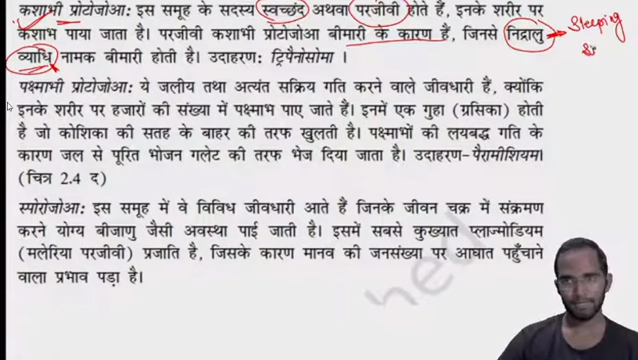 कशाभी प्रोटोजोआ: इस समूह के सदस्य स्वच्छंद अथवा परजीवी होते हैं, इनके शरीर पर
कशाभ पाया जाता है। परजीवी कशाभी प्रोटोजोआ बीमारी के कारण हैं, जिनसे निद्रालु
व्याधि नामक बीमारी होती है। उदाहरण: ट्रिपैनोसोमा ।
Sleeping
Si
पक्ष्माभी प्रोटोजोआ: ये जलीय तथा अत्यंत सक्रिय गति करने वाले जीवधारी हैं, क्योंकि
इनके शरीर पर हजारों की संख्या में पक्ष्माभ पाए जाते हैं। इनमें एक गुहा (ग्रसिका) होती
है जो कोशिका की सतह के बाहर की तरफ खुलती है। पक्ष्माभों की लयबद्ध गति के
कारण जल से पूरित भोजन गलेट की तरफ भेज दिया जाता है। उदाहरण-पैरामीशियम।
(चित्र 2.4 द)
स्पोरोजोआ: इस समूह में वे विविध जीवधारी आते हैं जिनके जीवन चक्र में संक्रमण
करने योग्य बीजाणु जैसी अवस्था पाई जाती है। इसमें सबसे कुख्यात प्लाज्मोडियम
(मलेरिया परजीवी) प्रजाति है, जिसके कारण मानव की जनसंख्या पर आघात पहुँचाने
वाला प्रभाव पड़ा है।